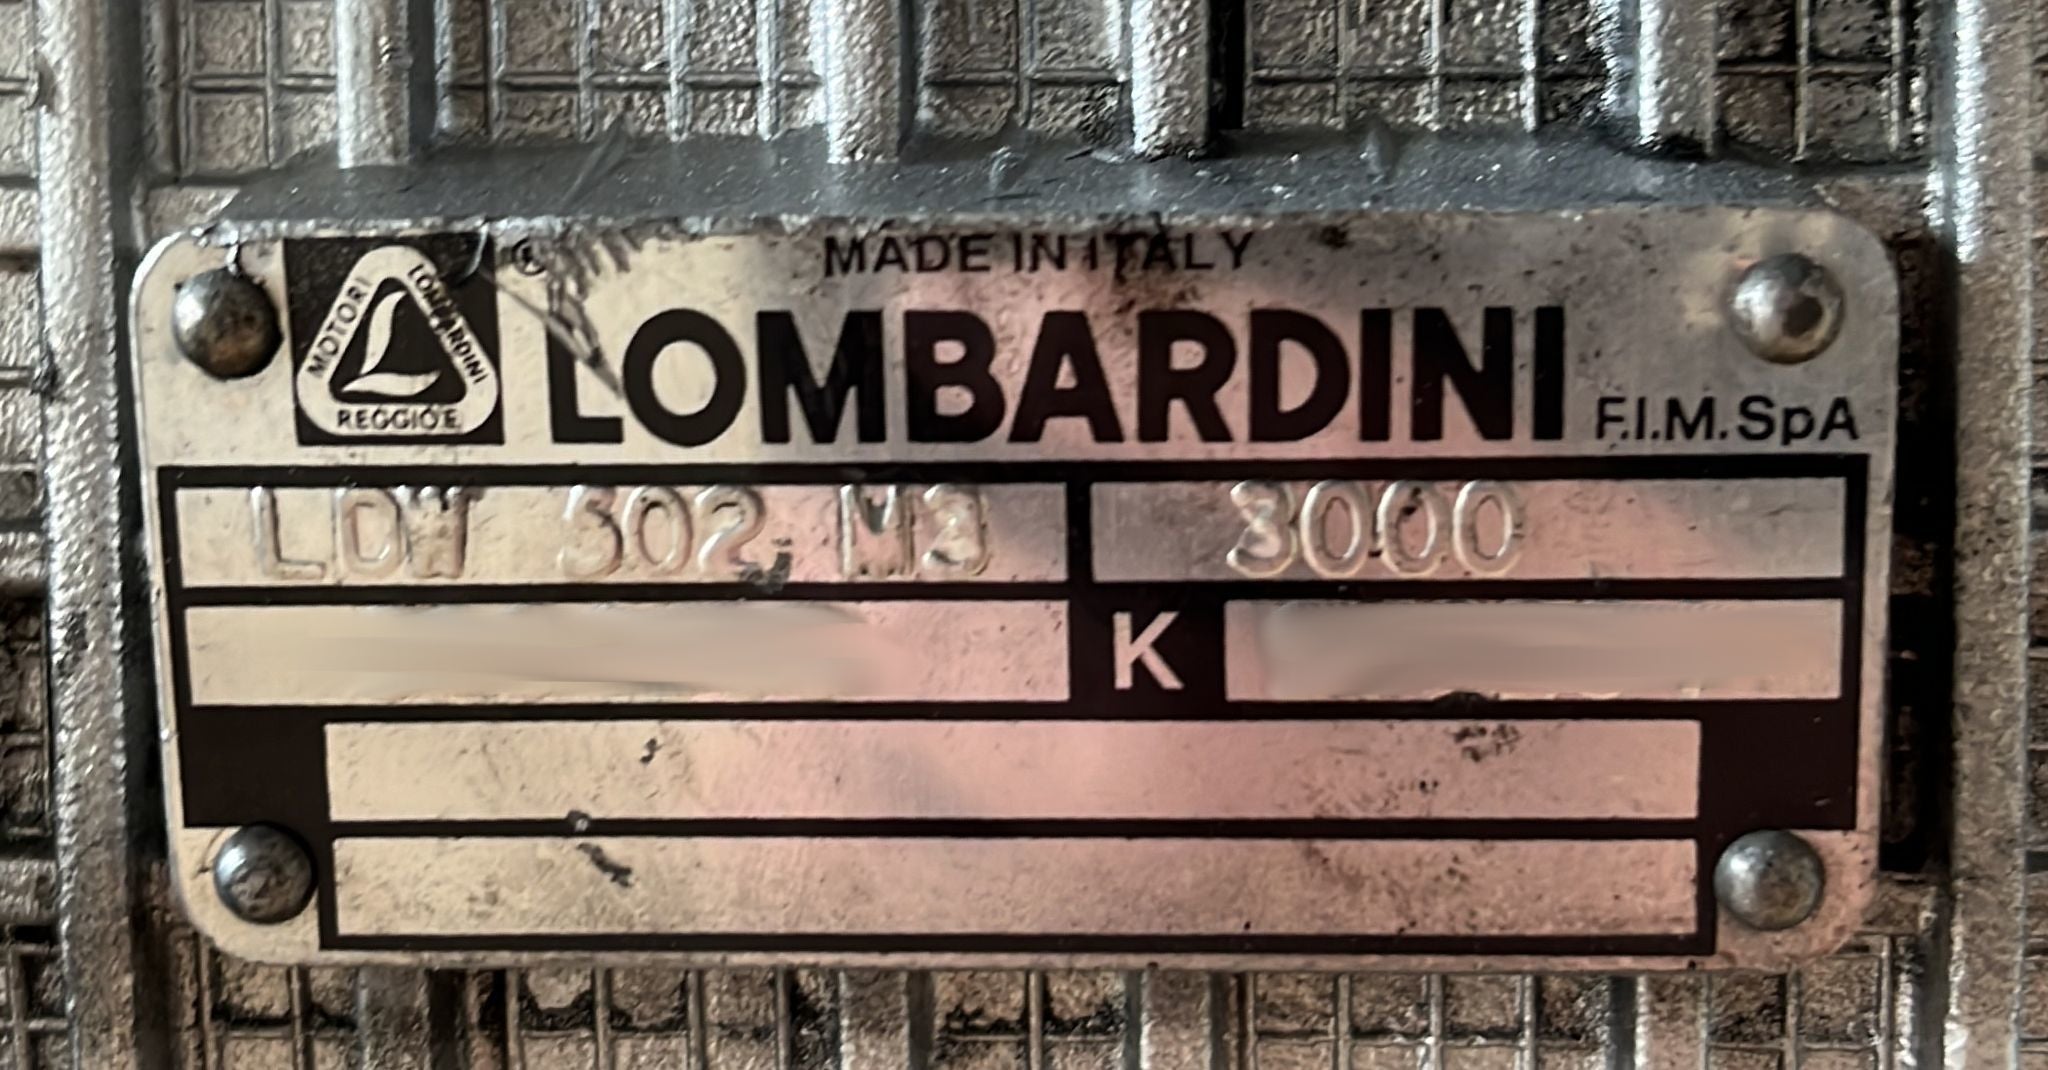 MOTORI LOMBARDINI REGGIO E.
®
MADE IN ITALY
LOMBARDINI F.I.M. SpA
LDW 502 M3 3000
K